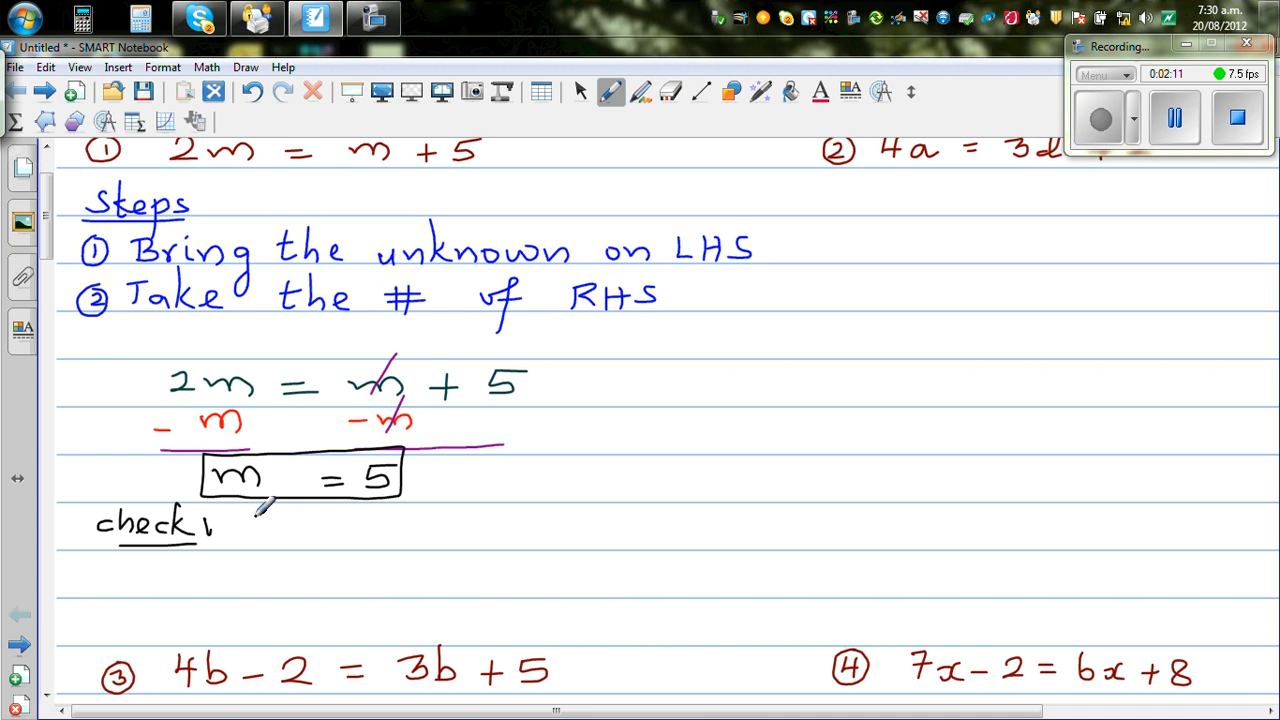 7:30 a.m.
20/08/2012
Untitled * - SMART Notebook
File Edit View Insert Format Math Draw Help
Recording...
Menu
0:02:11
7.5 fps
① 2m = m + 5
② 4a = 3a
Steps
① Bring the unknown on LHS
② Take the # of RHS
2m = m + 5
- m - m
m = 5
check
③ 4b - 2 = 3b + 5
④ 7x - 2 = 6x + 8